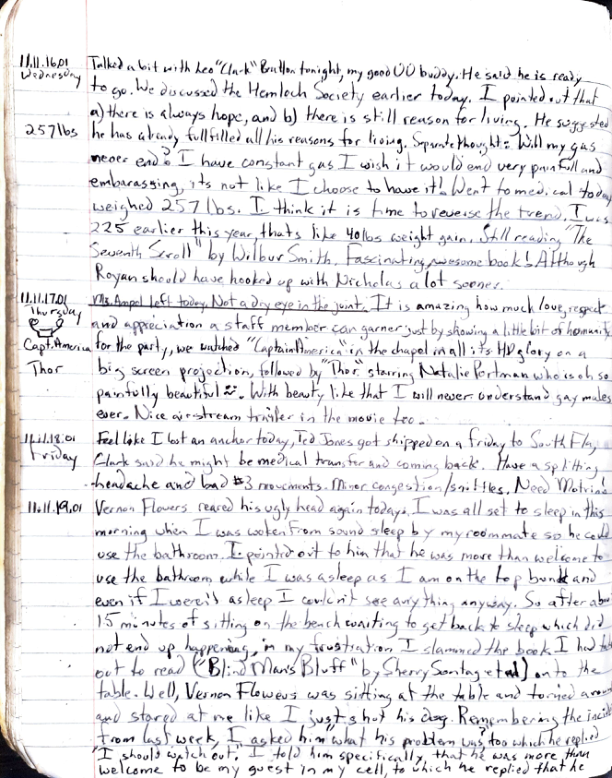 11.11.16.01 Talked a bit with Leo "Clark" Bratton tonight, my good UU buddy. He said he is ready
Wednesday to go. We discussed the Hemlock Society earlier today. I pointed out that
a) there is always hope, and b) there is still reason for living. He suggested
257 lbs he has already fullfilled all his reasons for living. Separate thought: Will my gas
never end? I have constant gas I wish it would end very painfull and
embarassing, its not like I choose to have it! Went to medical today
weighed 257 lbs. I think it is time to reverse the trend. I was
225 earlier this year, thats like 40 lbs weight gain. Still reading "The
Seventh Scroll" by Wilbur Smith, Fascinating, awesome book! Although
Royan should have hooked up with Nicholas a lot sooner.
11.11.17.01 Ms. Ampel left today. Not a dry eye in the joint. It is amazing how much love, respect
Thursday and appreciation a staff member can garner just by showing a little bit of humanity
Capt. America for the party, we watched "Captain America" in the chapel in all its HD glory on a
Thor big screen projection, followed by "Thor" starring Natalie Portman who is oh so
painfully beautiful. With beauty like that I will never understand gay males
ever. Nice airstream trailer in the movie too.
11.11.18.01 Feel like I lost an anchor today, Ted Jones got shipped on a friday to South Fla,
Friday Clark said he might be medical transfer and coming back. Have a splitting
headache and bad #3 movements. Minor congestion/sniffles. Need Motrin!
11.11.19.01 Vernon Flowers reared his ugly head again today. I was all set to sleep in this
morning when I was woken from sound sleep by my roommate so he could
use the bathroom. I pointed out to him that he was more than welcome to
use the bathroom while I was asleep as I am on the top bunk and
even if I weren't asleep I couldn't see anything anyway. So after about
15 minutes of sitting on the bench waiting to get back to sleep which did
not end up happening, in my frustration I slammed the book I had
out to read ("Blind Man's Bluff" by Sherry Sontag et al) onto the
table. Well, Vernon Flowers was sitting at the table and turned around
and stared at me like I just shot his dog. Remembering the incident
from last week, I asked him "what his problem was?" too which he replied
"I should watch out." I told him specifically, that he was more than
welcome to be my guest in my cell, to which he replied that he